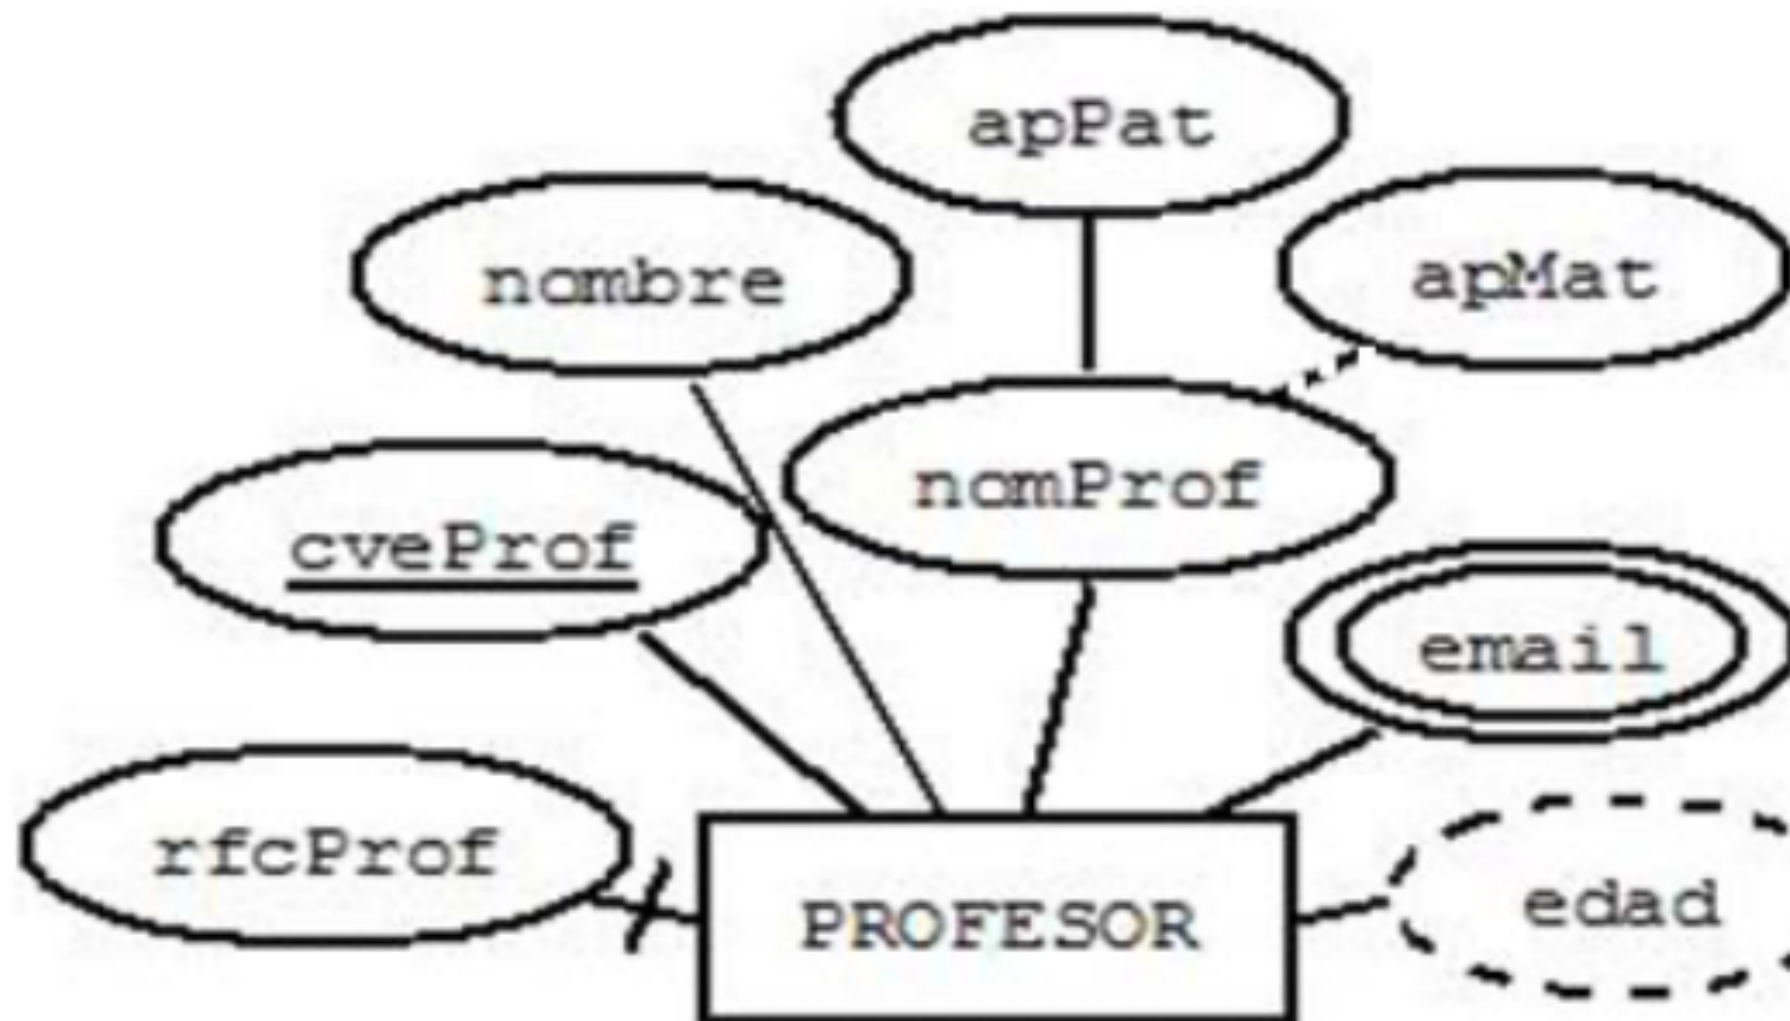 apPat
nombre
apMat
nomProf
cveProf
email
rfcProf
PROFESOR
edad